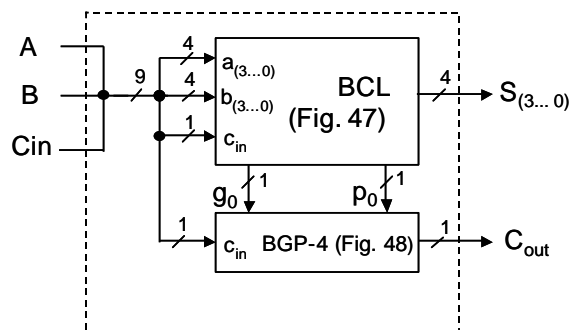 A
B
Cin
9
4
a(3...0)
4
b(3...0)
1
cin
BCL
(Fig. 47)
4
S(3... 0)
g0
1
p0
1
1
cin
BGP-4 (Fig. 48)
1
Cout